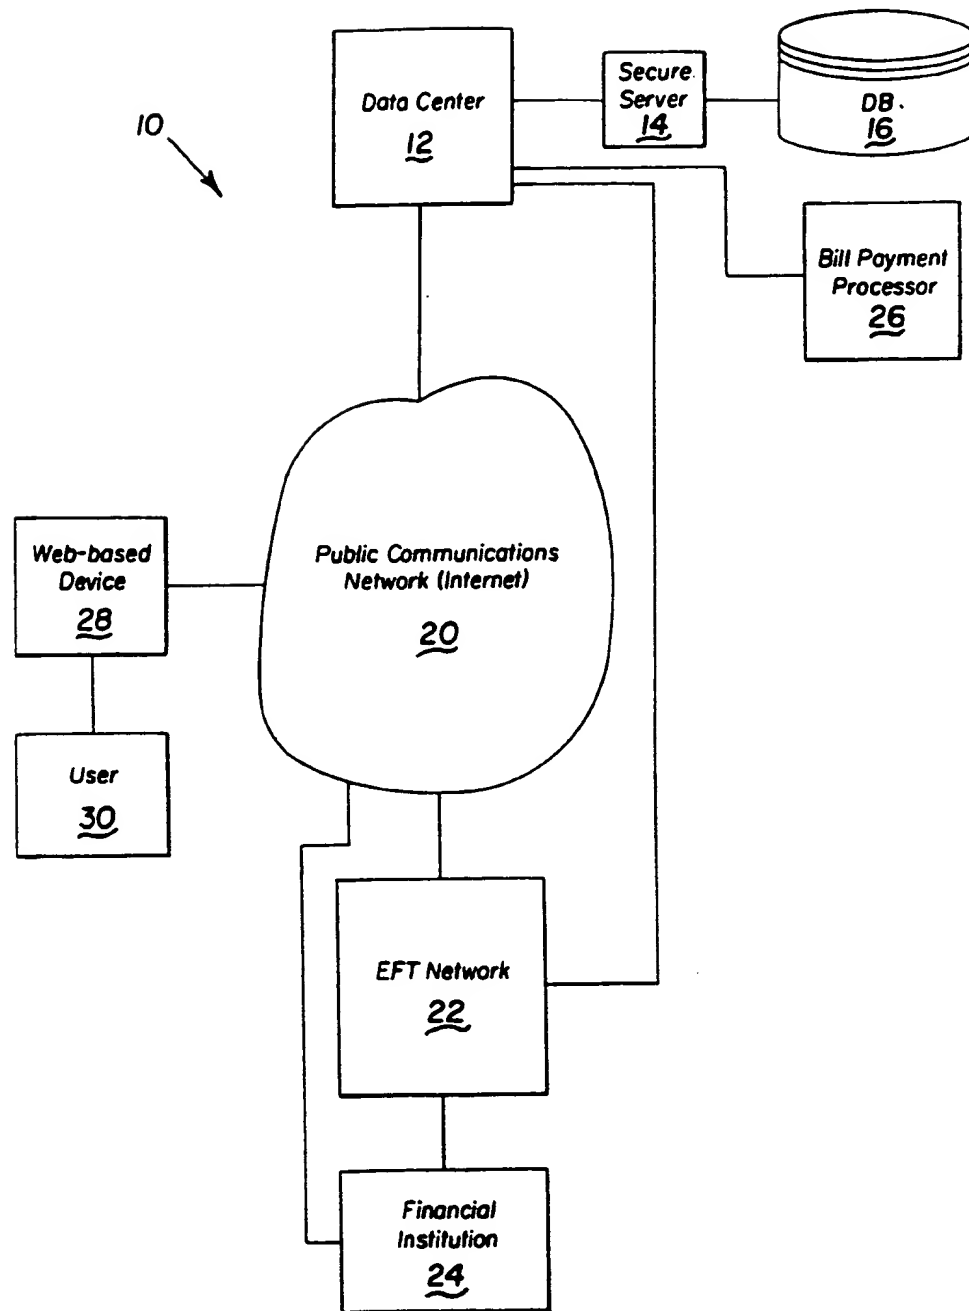 10
Data Center
12
Secure
Server
14
DB.
16
Bill Payment
Processor
26
Web-based
Device
28
Public Communications
Network (Internet)
20
User
30
EFT Network
22
Financial
Institution
24